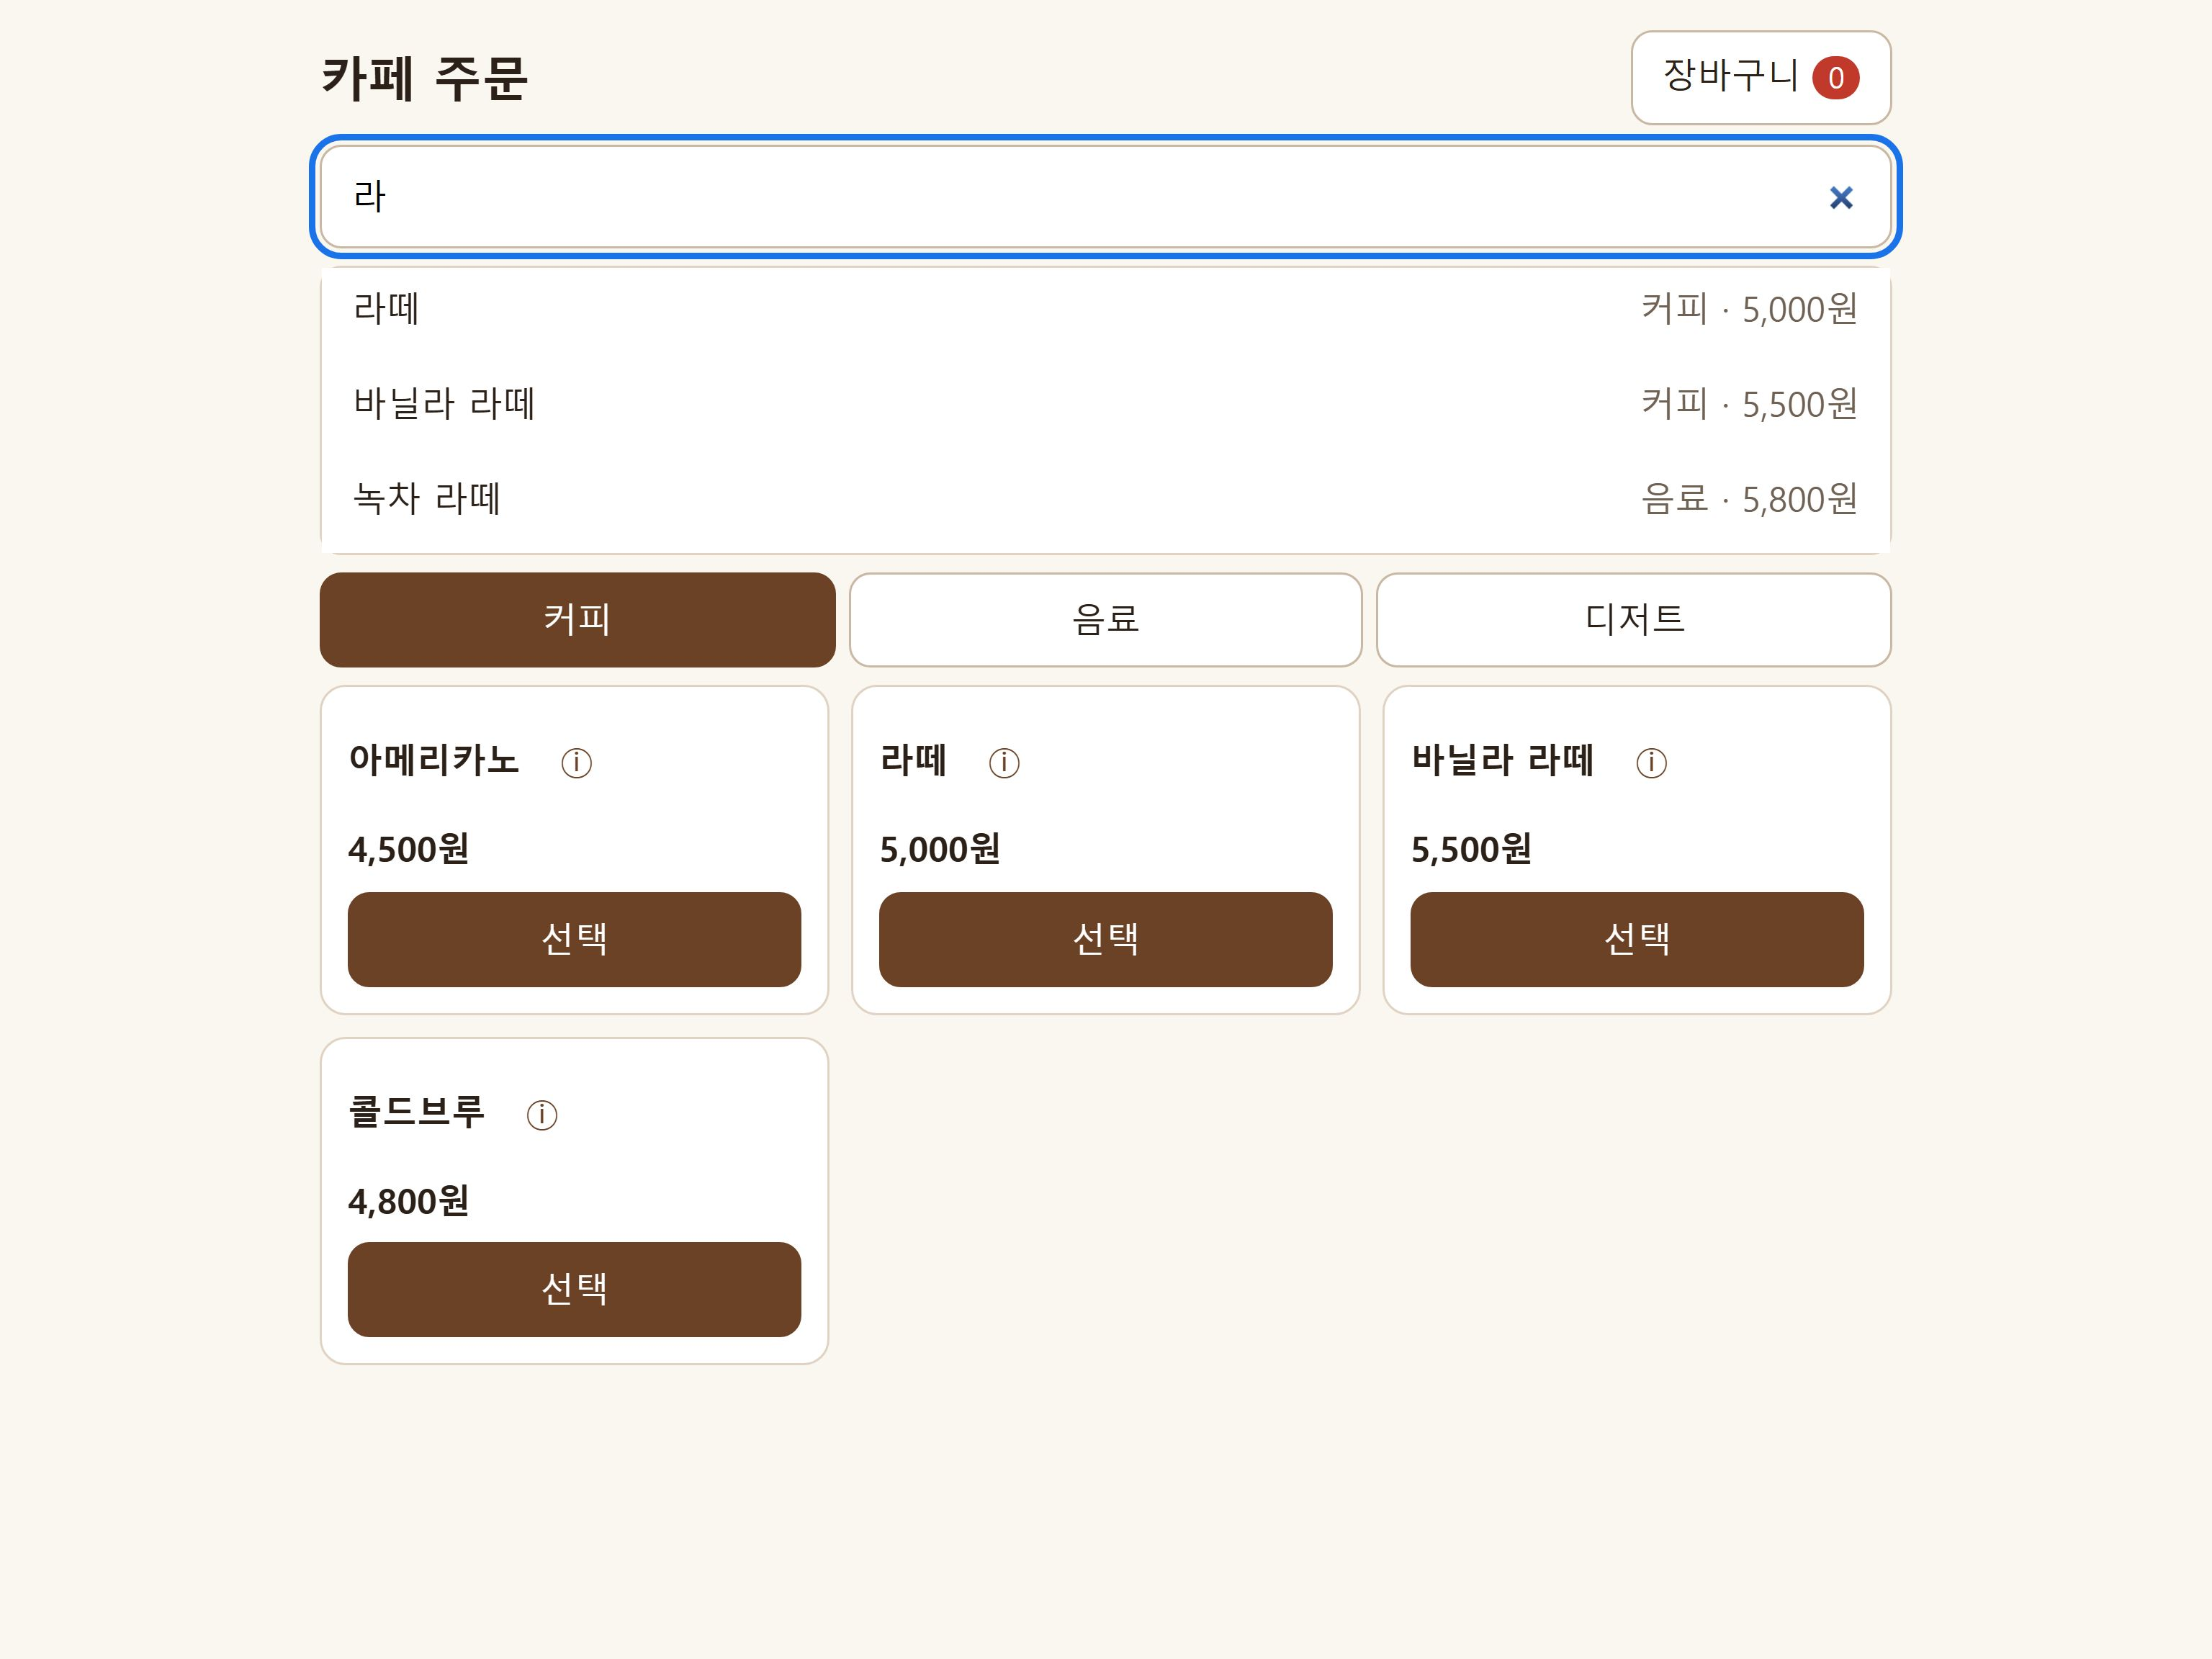 카페 주문
장바구니 0
라
라떼 커피 · 5,000원
바닐라 라떼 커피 · 5,500원
녹차 라떼 음료 · 5,800원
커피 음료 디저트
아메리카노 ⓘ 라떼 ⓘ 바닐라 라떼 ⓘ
4,500원 5,000원 5,500원
선택 선택 선택
콜드브루 ⓘ
4,800원
선택